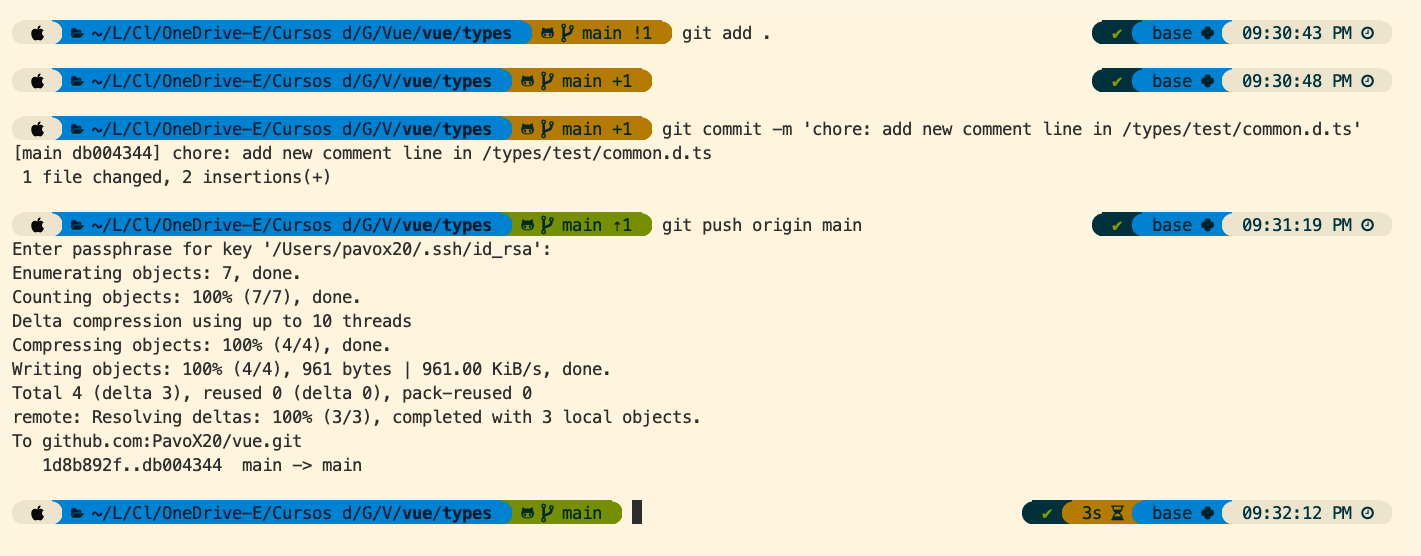 ~/L/Cl/OneDrive-E/Cursos d/G/Vue/vue/types main !1 git add . ✔ base 09:30:43 PM
~/L/Cl/OneDrive-E/Cursos d/G/V/vue/types main +1 ✔ base 09:30:48 PM
~/L/Cl/OneDrive-E/Cursos d/G/V/vue/types main +1 git commit -m 'chore: add new comment line in /types/test/common.d.ts'
[main db004344] chore: add new comment line in /types/test/common.d.ts
1 file changed, 2 insertions(+)
~/L/Cl/OneDrive-E/Cursos d/G/V/vue/types main ↑1 git push origin main ✔ base 09:31:19 PM
Enter passphrase for key '/Users/pavox20/.ssh/id_rsa':
Enumerating objects: 7, done.
Counting objects: 100% (7/7), done.
Delta compression using up to 10 threads
Compressing objects: 100% (4/4), done.
Writing objects: 100% (4/4), 961 bytes | 961.00 KiB/s, done.
Total 4 (delta 3), reused 0 (delta 0), pack-reused 0
remote: Resolving deltas: 100% (3/3), completed with 3 local objects.
To github.com:PavoX20/vue.git
1d8b892f..db004344  main -> main
~/L/Cl/OneDrive-E/Cursos d/G/V/vue/types main ✔ 3s base 09:32:12 PM